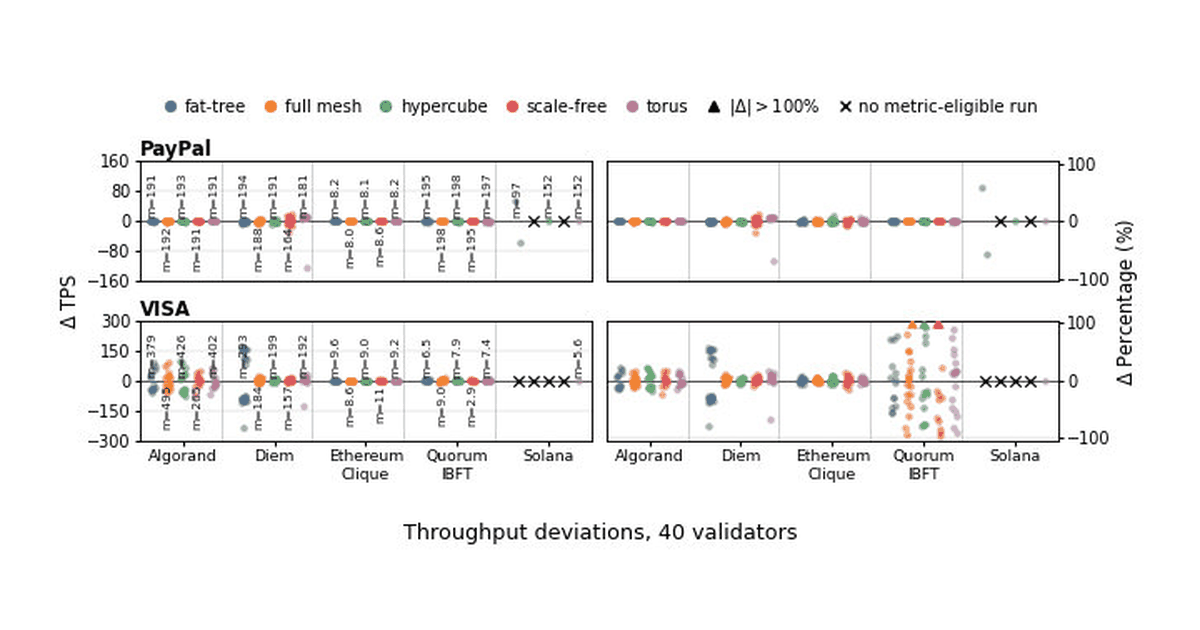 fat-tree full mesh hypercube scale-free torus |Δ| > 100% no metric-eligible run
PayPal
160
80
0
−80
−160
m=191
m=192
m=193
m=191
m=191
m=194
m=188
m=191
m=164
m=181
m=8.2
m=8.0
m=8.1
m=8.6
m=8.2
m=195
m=198
m=198
m=195
m=197
m=152
m=152
100
0
−100
Δ TPS
Δ Percentage (%)
VISA
300
150
0
−150
−300
m=379
m=426
m=402
m=184
m=199
m=157
m=192
m=9.6
m=8.6
m=9.0
m=11
m=9.2
m=6.5
m=9.0
m=7.9
m=2.9
m=7.4
m=5.6
100
0
−100
Algorand Diem Ethereum Quorum Solana
Clique IBFT
Algorand Diem Ethereum Quorum Solana
Clique IBFT
Throughput deviations, 40 validators